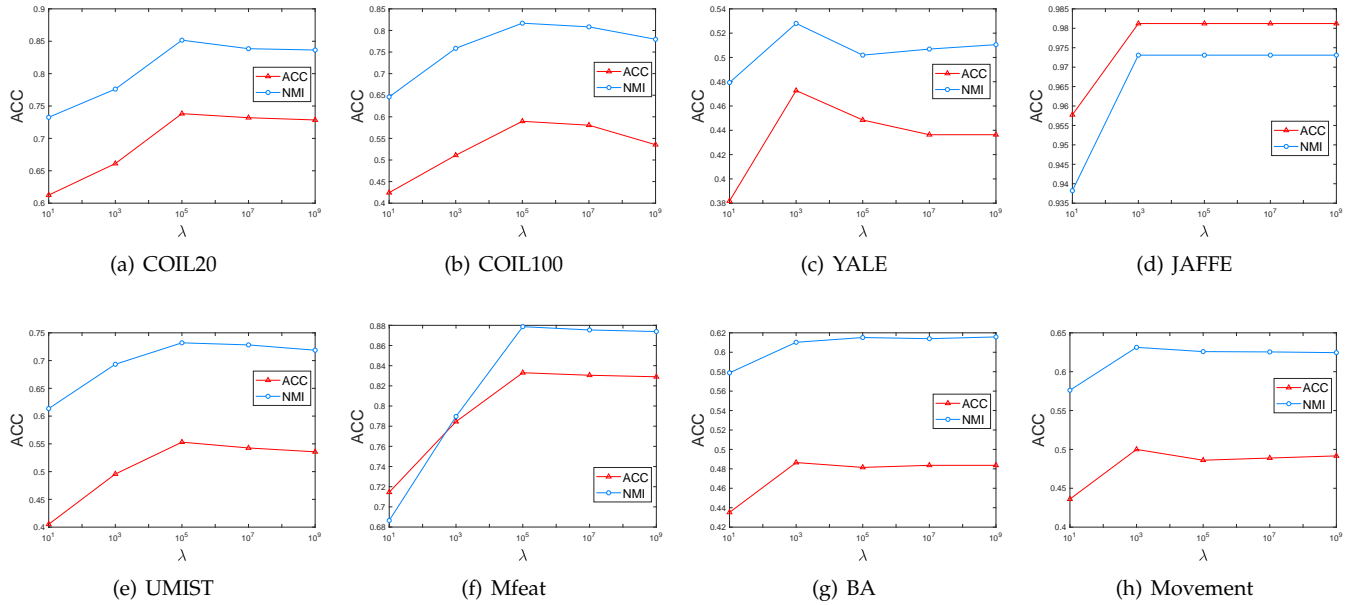 0.9
0.85
0.8
0.75
0.7
0.65
0.6
ACC
ACC
NMI
10^1 10^3 10^5 10^7 10^9
λ
(a) COIL20
0.85
0.8
0.75
0.7
0.65
0.6
0.55
0.5
0.45
0.4
ACC
ACC
NMI
10^1 10^3 10^5 10^7 10^9
λ
(b) COIL100
0.54
0.52
0.5
0.48
0.46
0.44
0.42
0.4
0.38
ACC
ACC
NMI
10^1 10^3 10^5 10^7 10^9
λ
(c) YALE
0.985
0.98
0.975
0.97
0.965
0.96
0.955
0.95
0.945
0.94
0.935
ACC
ACC
NMI
10^1 10^3 10^5 10^7 10^9
λ
(d) JAFFE
0.75
0.7
0.65
0.6
0.55
0.5
0.45
0.4
ACC
ACC
NMI
10^1 10^3 10^5 10^7 10^9
λ
(e) UMIST
0.88
0.86
0.84
0.82
0.8
0.78
0.76
0.74
0.72
0.7
0.68
ACC
ACC
NMI
10^1 10^3 10^5 10^7 10^9
λ
(f) Mfeat
0.62
0.6
0.58
0.56
0.54
0.52
0.5
0.48
0.46
0.44
0.42
ACC
ACC
NMI
10^1 10^3 10^5 10^7 10^9
λ
(g) BA
0.65
0.6
0.55
0.5
0.45
0.4
ACC
ACC
NMI
10^1 10^3 10^5 10^7 10^9
λ
(h) Movement